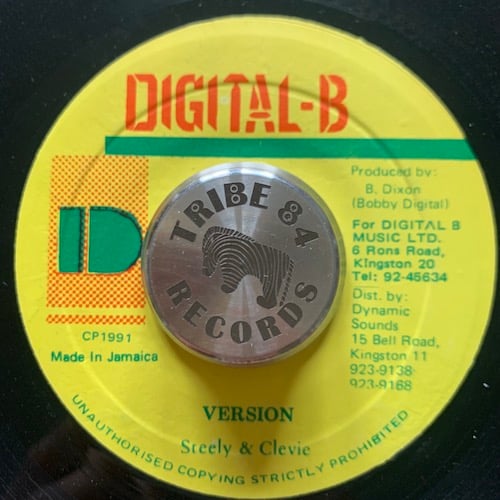 DIGITAL-B
Produced by:
B. Dixon
(Bobby Digital)
For DIGITAL B
MUSIC LTD.
6 Rons Road,
KIngston 20
Tel: 92-45634
Dist. by:
Dynamic
Sounds
15 Bell Road,
Kingston 11
923-9138
923-9168
D
CP1991
Made In Jamaica
TRIBE 84
RECORDS
VERSION
Steely & Clevie
UNAUTHORISED COPYING STRICTLY PROHIBITED